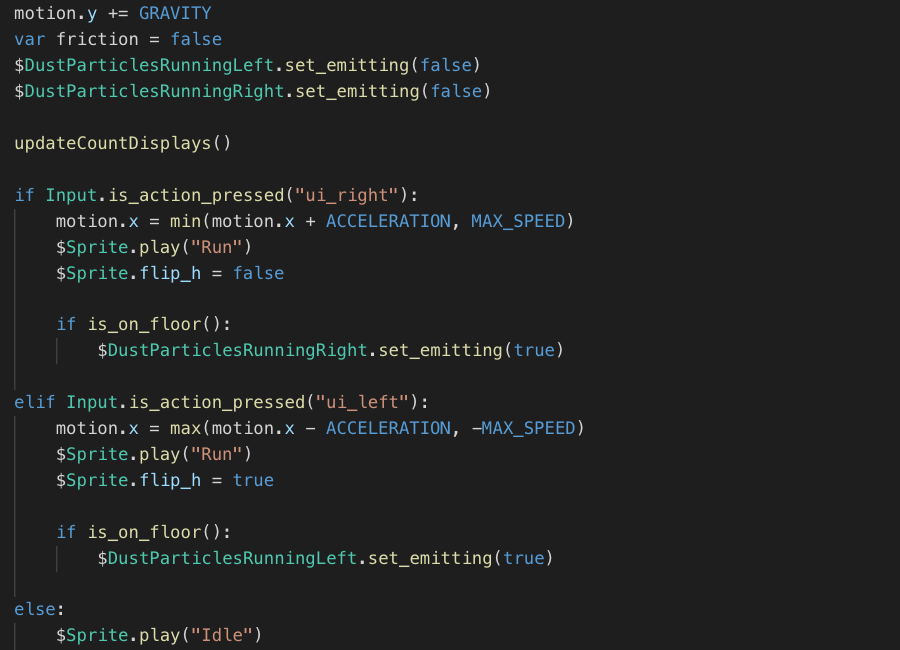 motion.y += GRAVITY
var friction = false
$DustParticlesRunningLeft.set_emitting(false)
$DustParticlesRunningRight.set_emitting(false)

updateCountDisplays()

if Input.is_action_pressed("ui_right"):
    motion.x = min(motion.x + ACCELERATION, MAX_SPEED)
    $Sprite.play("Run")
    $Sprite.flip_h = false

    if is_on_floor():
        $DustParticlesRunningRight.set_emitting(true)

elif Input.is_action_pressed("ui_left"):
    motion.x = max(motion.x - ACCELERATION, -MAX_SPEED)
    $Sprite.play("Run")
    $Sprite.flip_h = true

    if is_on_floor():
        $DustParticlesRunningLeft.set_emitting(true)

else:
    $Sprite.play("Idle")